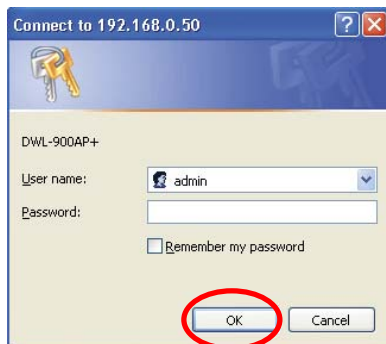 Connect to 192.168.0.50
DWL-900AP+
User name: admin
Password:
Remember my password
OK Cancel